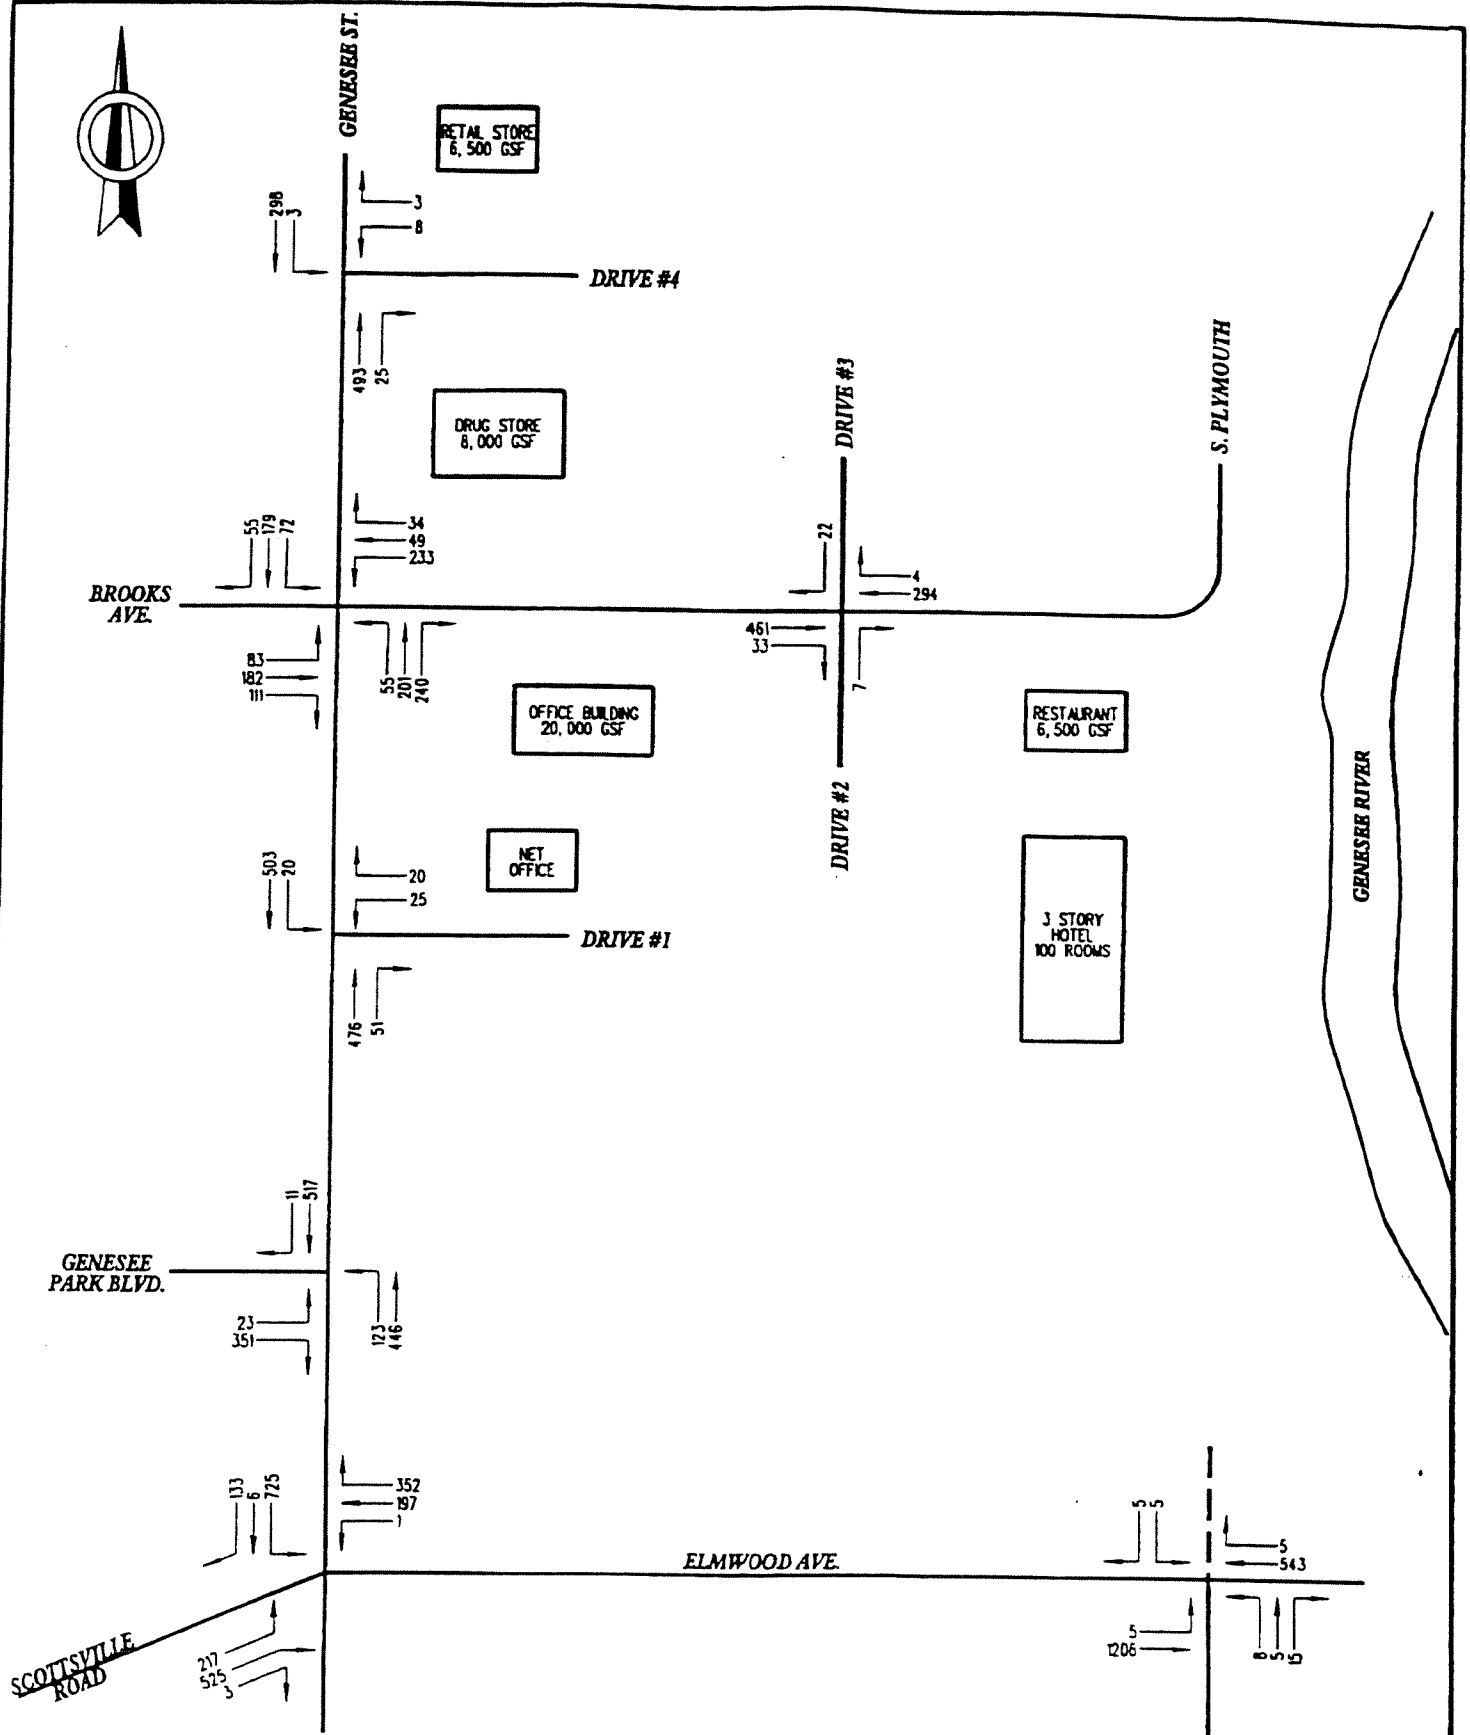 GENESEE ST.
RETAIL STORE
6,500 GSF
3
8
298
3
DRIVE #4
493
25
DRUG STORE
8,000 GSF
DRIVE #3
S. PLYMOUTH
55
179
72
34
49
233
22
4
294
BROOKS
AVE.
83
182
111
55
201
240
461
33
7
OFFICE BUILDING
20,000 GSF
RESTAURANT
6,500 GSF
DRIVE #2
GENESEE RIVER
NET
OFFICE
503
20
20
25
DRIVE #1
3 STORY
HOTEL
100 ROOMS
476
51
11
517
GENESEE
PARK BLVD.
23
351
123
446
133
6
725
352
197
1
ELMWOOD AVE.
5
5
5
543
SCOTTSVILLE
ROAD
217
525
3
5
1206
8
5
15